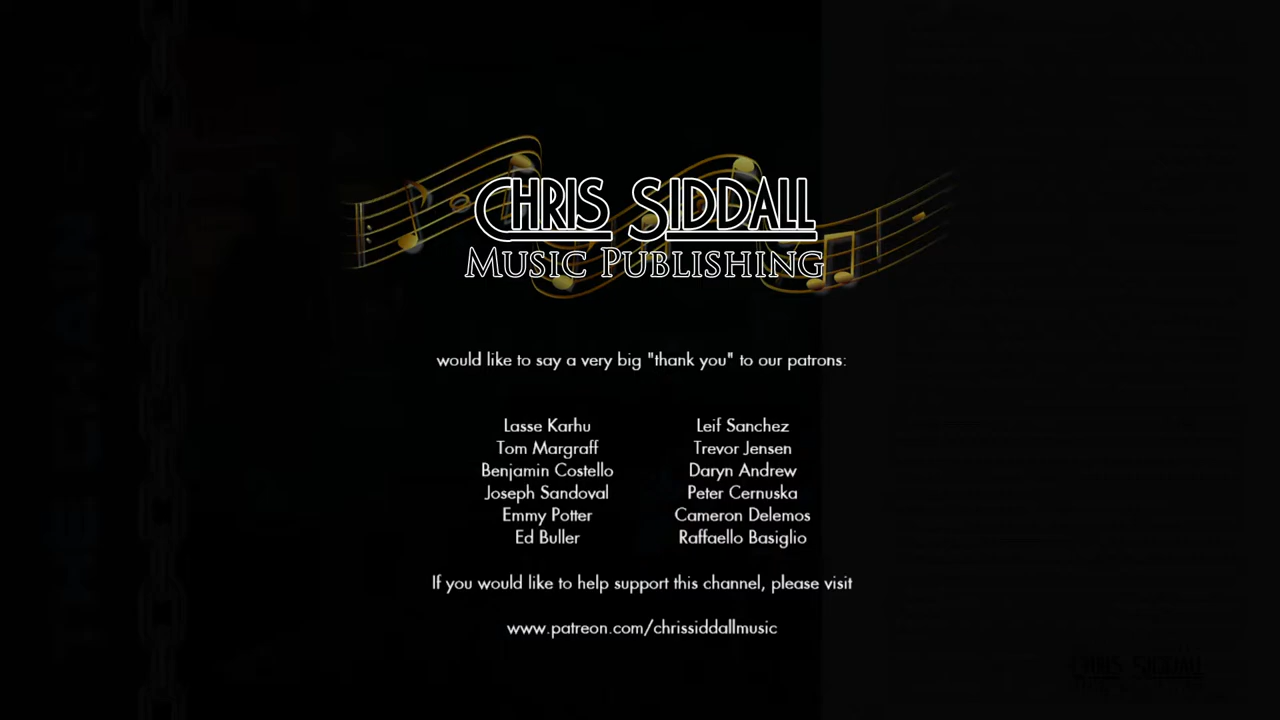 CHRIS SIDDALL
MUSIC PUBLISHING
would like to say a very big "thank you" to our patrons:
Lasse Karhu
Tom Margraff
Benjamin Costello
Joseph Sandoval
Emmy Potter
Ed Buller
Leif Sanchez
Trevor Jensen
Daryn Andrew
Peter Cernuska
Cameron Delemos
Raffaello Basiglio
If you would like to help support this channel, please visit
www.patreon.com/chrissiddallmusic
CHRIS SIDDALL